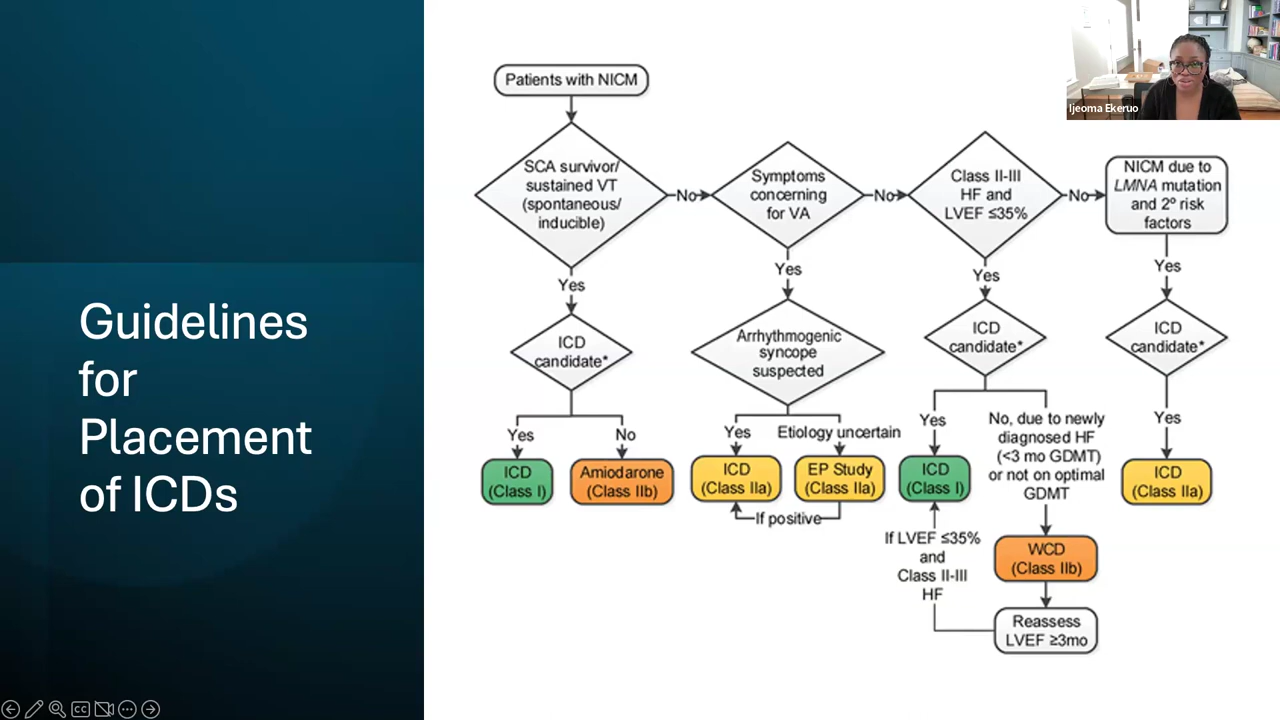 Guidelines
for
Placement
of ICDs
Ijeoma Ekeruo
Patients with NICM
SCA survivor/
sustained VT
(spontaneous/
inducible)
No
Symptoms
concerning
for VA
No
Class II-III
HF and
LVEF ≤35%
No
NICM due to
LMNA mutation
and 2º risk
factors
Yes
Yes
Yes
Yes
ICD
candidate*
Arrhythmogenic
syncope
suspected
ICD
candidate*
ICD
candidate*
Yes
No
Yes
Etiology uncertain
Yes
No, due to newly
diagnosed HF
(<3 mo GDMT)
or not on optimal
GDMT
Yes
ICD
(Class I)
Amiodarone
(Class IIb)
ICD
(Class IIa)
EP Study
(Class IIa)
ICD
(Class I)
ICD
(Class IIa)
If positive
If LVEF ≤35%
and
Class II-III
HF
WCD
(Class IIb)
Reassess
LVEF ≥3mo
CC